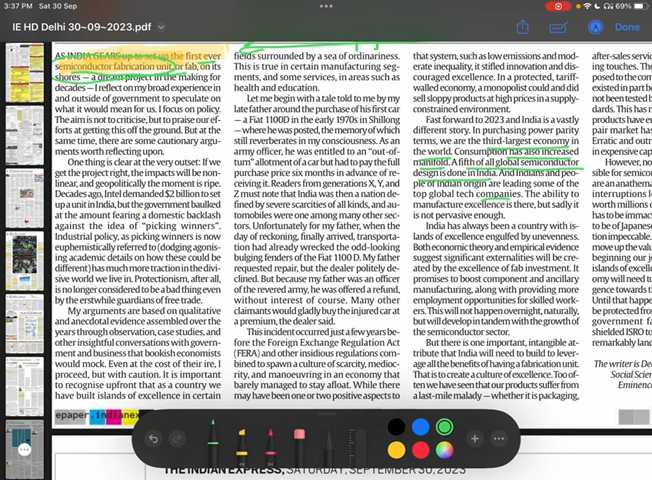 3:37 PM Sat 30 Sep
69%
IE HD Delhi 30~09~2023.pdf
Done
AS INDIA GEARS up to set up the first ever
semiconductor fabrication unit or fab, on its
shores — a dream project in the making for
decades — I reflect on my broad experience in
and outside of government to speculate on
what it would mean for us. I focus on policy.
The aim is not to criticise, but to praise our ef-
forts at getting this off the ground. But at the
same time, there are some cautionary argu-
ments worth reflecting upon.
One thing is clear at the very outset: If we
get the project right, the impacts will be non-
linear, and geopolitically the moment is ripe.
Decades ago, Intel demanded $2 billion to set
up a unit in India, but the government baulked
at the amount fearing a domestic backlash
against the idea of "picking winners".
Industrial policy, as picking winners is now
euphemistically referred to (dodging agonis-
ing academic details on how these could be
different) has much more traction in the divi-
sive world we live in. Protectionism, after all,
is no longer considered to be a bad thing even
by the erstwhile guardians of free trade.
My arguments are based on qualitative
and anecdotal evidence assembled over the
years through observation, case studies, and
other insightful conversations with govern-
ment and business that bookish economists
would mock. Even at the cost of their ire, I
proceed, but with caution. It is important to
recognise upfront that as a country we
have built islands of excellence in certain
fields surrounded by a sea of ordinariness.
This is true in certain manufacturing seg-
ments, and some services, in areas such as
health and education.
Let me begin with a tale told to me by my
late father around the purchase of his first car
— a Fiat 1100D in the early 1970s in Shillong
— where he was posted, the memory of which
still reverberates in my consciousness. As an
army officer, he was entitled to an "out-of-
turn" allotment of a car but had to pay the full
purchase price six months in advance of re-
ceiving it. Readers from generations X, Y, and
Z must note that India was then a nation de-
fined by severe scarcities of all kinds, and au-
tomobiles were one among many other sec-
tors. Unfortunately for my father, when the
day of reckoning, finally arrived, transporta-
tion had already wrecked the odd-looking
bulging fenders of the Fiat 1100 D. My father
requested repair, but the dealer politely de-
clined. But because my father was an officer
of the revered army, he was offered a refund,
without interest of course. Many other
claimants would gladly buy the injured car at
a premium, the dealer said.
This incident occurred just a few years be-
fore the Foreign Exchange Regulation Act
(FERA) and other insidious regulations com-
bined to spawn a culture of scarcity, medioc-
rity, and manoeuvring in an economy that
barely managed to stay afloat. While there
may have been one or two positive aspects to
that system, such as low emissions and mod-
erate inequality, it stifled innovation and dis-
couraged excellence. In a protected, tariff-
walled economy, a monopolist could and did
sell sloppy products at high prices in a supply-
constrained environment.
Fast forward to 2023 and India is a vastly
different story. In purchasing power parity
terms, we are the third-largest economy in
the world. Consumption has also increased
manifold. A fifth of all global semiconductor
design is done in India. And Indians and peo-
ple of Indian origin are leading some of the
top global tech companies. The ability to
manufacture excellence is there, but sadly it
is not pervasive enough.
India has always been a country with is-
lands of excellence engulfed by unevenness.
Both economic theory and empirical evidence
suggest significant externalities will be cre-
ated by the excellence of fab investment. It
promises to boost component and ancillary
manufacturing, along with providing more
employment opportunities for skilled work-
ers. This will not happen overnight, naturally,
but will develop in tandem with the growth of
the semiconductor sector.
But there is one important, intangible at-
tribute that India will need to build to lever-
age all the benefits of having a fabrication unit.
That is to create a culture of excellence. Too of-
ten we have seen that our products suffer from
a last-mile malady — whether it is packaging,
after-sales servic
ing touches. The
posed to the com
existed in part b
been not tested
dards. This has n
products have e
pair market has
Erratic and outr
in expensive cap
However, no
sible for semicon
are an anathema
interruptions l
worth millions o
has to be immac
to be of Japanes
tion impeccable.
move up the valu
beginning our jo
islands of excelle
omy will need to
gence towards t
Until that happe
be protected fro
government fa
shielded ISRO to
remarkably land
The writer is De
Social Scien
Eminenc
epaper.indianex
THE INDIAN EXPRESS, SATURDAY, SEPTEMBER 30, 2023